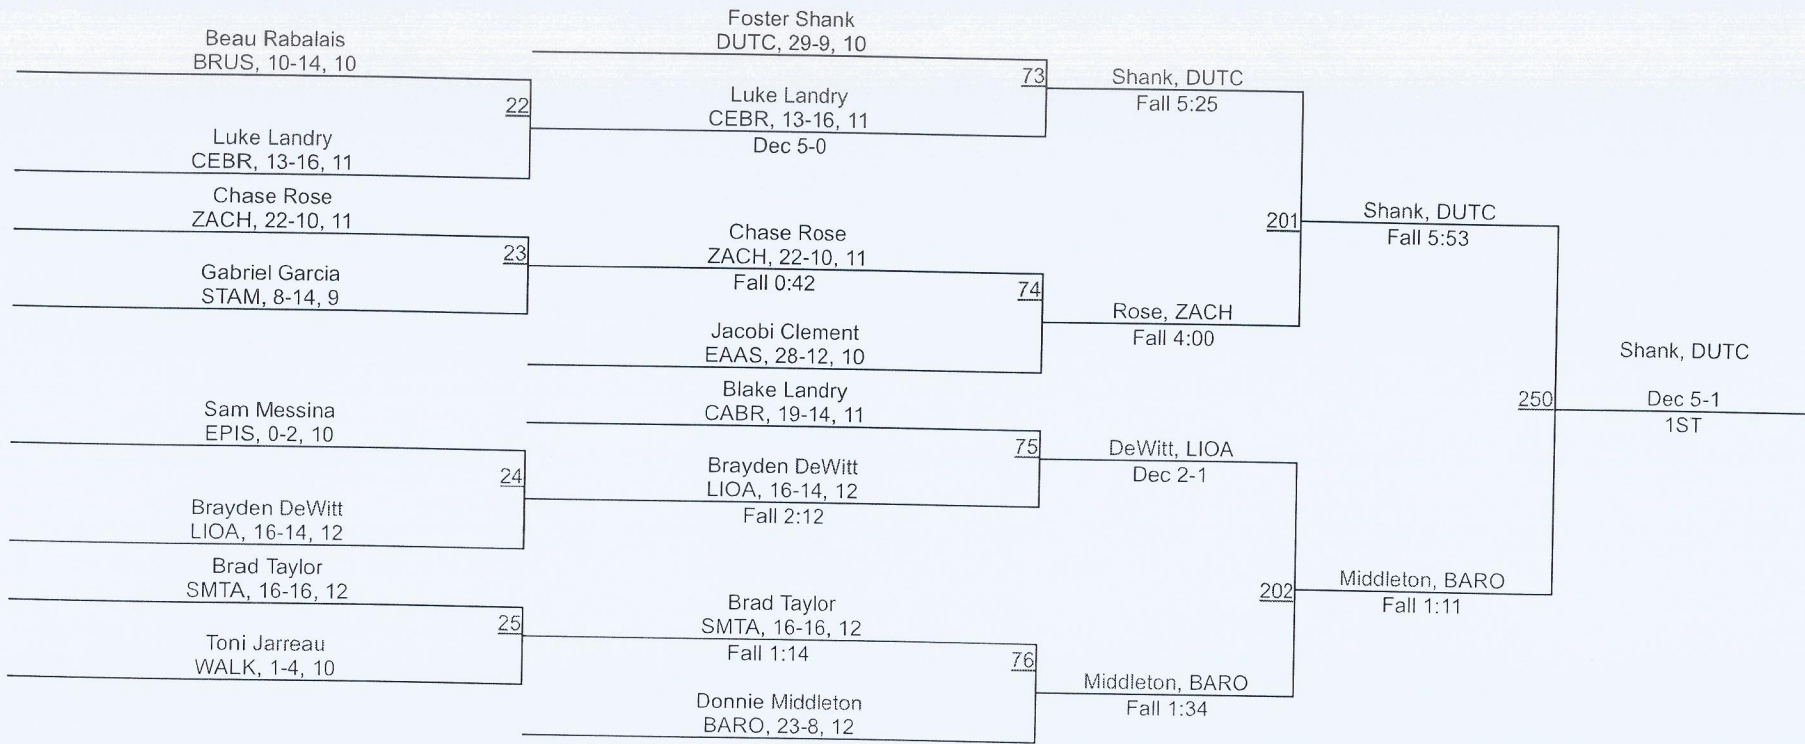 Beau Rabalais
BRUS, 10-14, 10
22
Luke Landry
CEBR, 13-16, 11
Chase Rose
ZACH, 22-10, 11
23
Gabriel Garcia
STAM, 8-14, 9
Sam Messina
EPIS, 0-2, 10
24
Brayden DeWitt
LIOA, 16-14, 12
Brad Taylor
SMTA, 16-16, 12
25
Toni Jarreau
WALK, 1-4, 10
Foster Shank
DUTC, 29-9, 10
73
Luke Landry
CEBR, 13-16, 11
Dec 5-0
Chase Rose
ZACH, 22-10, 11
Fall 0:42
74
Jacobi Clement
EAAS, 28-12, 10
Blake Landry
CABR, 19-14, 11
75
Brayden DeWitt
LIOA, 16-14, 12
Fall 2:12
Brad Taylor
SMTA, 16-16, 12
Fall 1:14
76
Donnie Middleton
BARO, 23-8, 12
Shank, DUTC
Fall 5:25
201
Rose, ZACH
Fall 4:00
DeWitt, LIOA
Dec 2-1
202
Middleton, BARO
Fall 1:34
Shank, DUTC
Fall 5:53
250
Middleton, BARO
Fall 1:11
Shank, DUTC
Dec 5-1
1ST